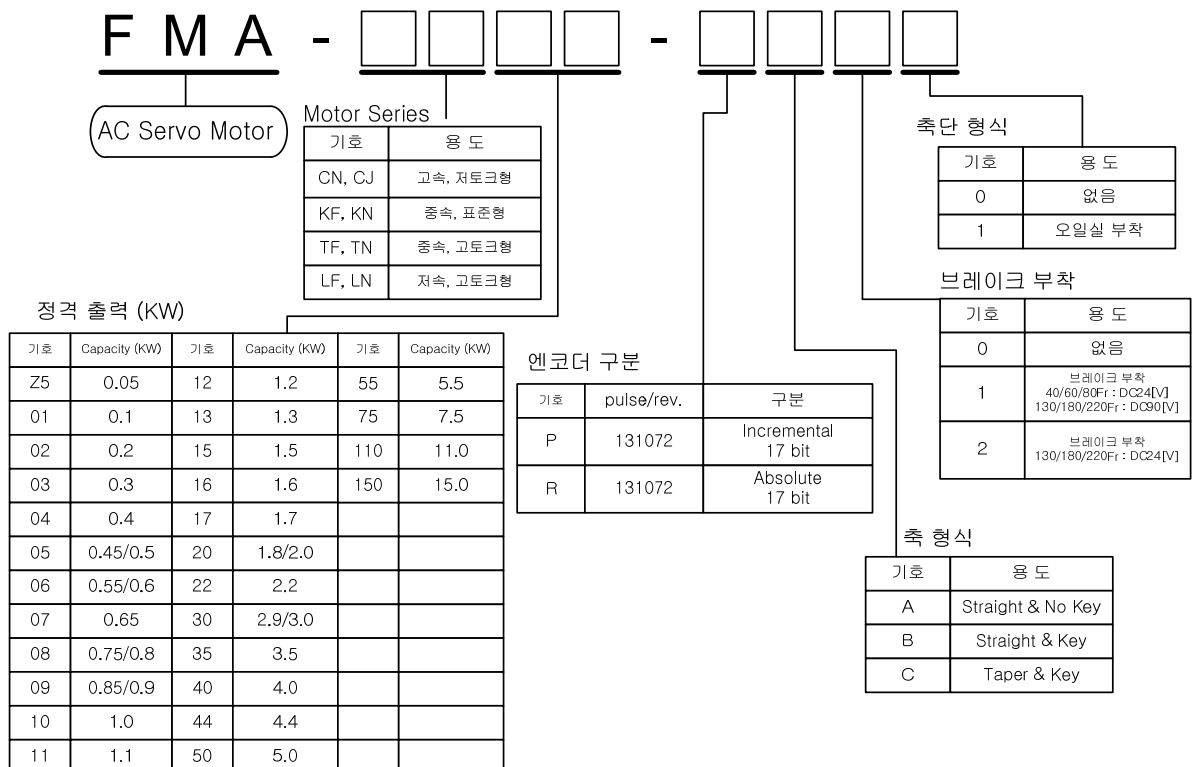 FMA - □□□□ - □□□□
AC Servo Motor
Motor Series
기호 용 도
CN, CJ 고속, 저토크형
KF, KN 중속, 표준형
TF, TN 중속, 고토크형
LF, LN 저속, 고토크형
축단 형식
기호 용 도
0 없음
1 오일실 부착
브레이크 부착
기호 용 도
0 없음
1 브레이크 부착
40/60/80Fr : DC24[V]
130/180/220Fr : DC90[V]
2 브레이크 부착
130/180/220Fr : DC24[V]
정격 출력 (KW)
기호 Capacity (KW) 기호 Capacity (KW) 기호 Capacity (KW)
Z5 0.05 12 1.2 55 5.5
01 0.1 13 1.3 75 7.5
02 0.2 15 1.5 110 11.0
03 0.3 16 1.6 150 15.0
04 0.4 17 1.7
05 0.45/0.5 20 1.8/2.0
06 0.55/0.6 22 2.2
07 0.65 30 2.9/3.0
08 0.75/0.8 35 3.5
09 0.85/0.9 40 4.0
10 1.0 44 4.4
11 1.1 50 5.0
엔코더 구분
기호 pulse/rev. 구분
P 131072 Incremental
17 bit
R 131072 Absolute
17 bit
축 형식
기호 용 도
A Straight & No Key
B Straight & Key
C Taper & Key